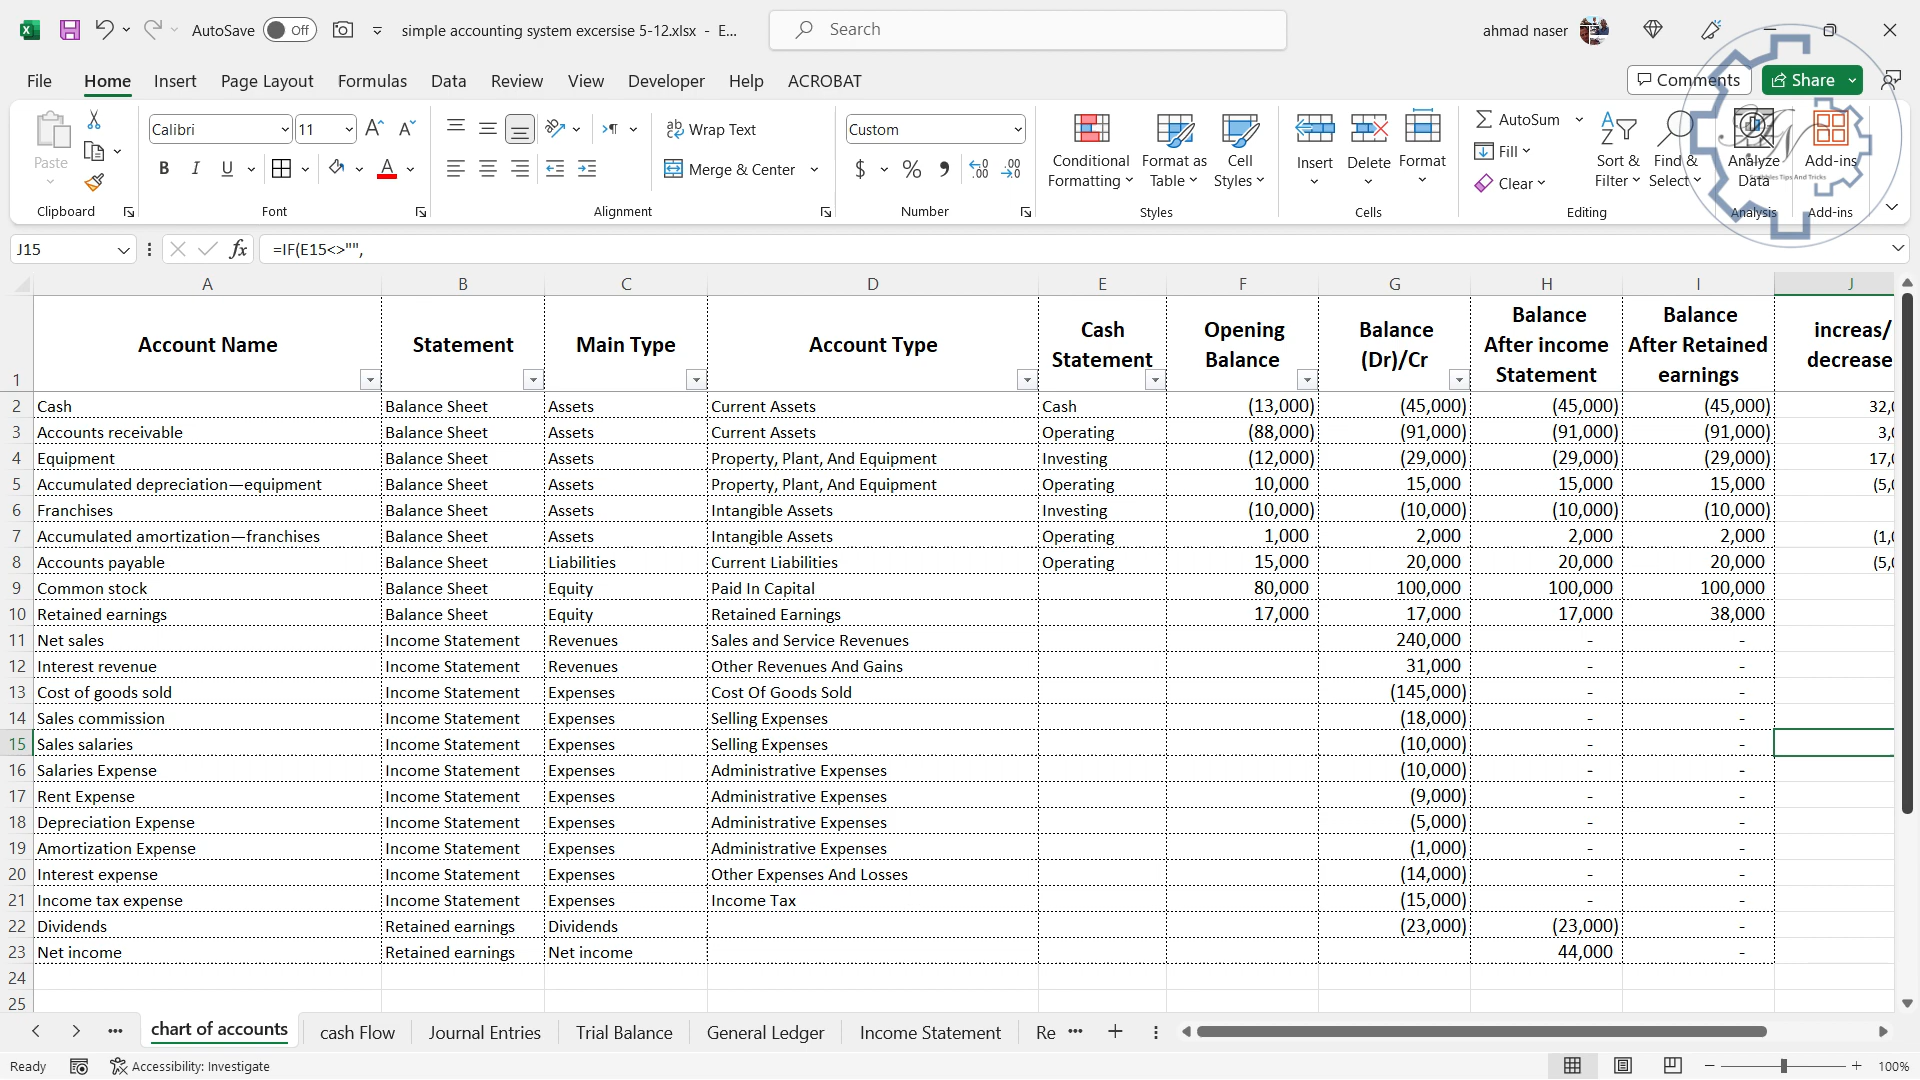 AutoSave Off simple accounting system excersise 5-12.xlsx - E... Search ahmad naser
File Home Insert Page Layout Formulas Data Review View Developer Help ACROBAT Comments Share
Paste
Clipboard
Calibri 11
B I U A
Font
Wrap Text
Merge & Center
Alignment
Custom
$ % 
Number
Conditional Formatting
Format as Table
Cell Styles
Styles
Insert Delete Format
Cells
AutoSum
Fill
Clear
Sort & Filter
Find & Select
Editing
Analyze Data
Analysis
Add-ins
Add-ins
Scribbles Tips And Tricks
J15 fx =IF(E15<>"",
A B C D E F G H I J
1 Account Name Statement Main Type Account Type Cash Statement Opening Balance Balance (Dr)/Cr Balance After income Statement Balance After Retained earnings increas/ decrease
2 Cash Balance Sheet Assets Current Assets Cash (13,000) (45,000) (45,000) (45,000) 32,0
3 Accounts receivable Balance Sheet Assets Current Assets Operating (88,000) (91,000) (91,000) (91,000) 3,0
4 Equipment Balance Sheet Assets Property, Plant, And Equipment Investing (12,000) (29,000) (29,000) (29,000) 17,0
5 Accumulated depreciation—equipment Balance Sheet Assets Property, Plant, And Equipment Operating 10,000 15,000 15,000 15,000 (5,0
6 Franchises Balance Sheet Assets Intangible Assets Investing (10,000) (10,000) (10,000) (10,000)
7 Accumulated amortization—franchises Balance Sheet Assets Intangible Assets Operating 1,000 2,000 2,000 2,000 (1,0
8 Accounts payable Balance Sheet Liabilities Current Liabilities Operating 15,000 20,000 20,000 20,000 (5,0
9 Common stock Balance Sheet Equity Paid In Capital 80,000 100,000 100,000 100,000
10 Retained earnings Balance Sheet Equity Retained Earnings 17,000 17,000 17,000 38,000
11 Net sales Income Statement Revenues Sales and Service Revenues 240,000 - -
12 Interest revenue Income Statement Revenues Other Revenues And Gains 31,000 - -
13 Cost of goods sold Income Statement Expenses Cost Of Goods Sold (145,000) - -
14 Sales commission Income Statement Expenses Selling Expenses (18,000) - -
15 Sales salaries Income Statement Expenses Selling Expenses (10,000) - -
16 Salaries Expense Income Statement Expenses Administrative Expenses (10,000) - -
17 Rent Expense Income Statement Expenses Administrative Expenses (9,000) - -
18 Depreciation Expense Income Statement Expenses Administrative Expenses (5,000) - -
19 Amortization Expense Income Statement Expenses Administrative Expenses (1,000) - -
20 Interest expense Income Statement Expenses Other Expenses And Losses (14,000) - -
21 Income tax expense Income Statement Expenses Income Tax (15,000) - -
22 Dividends Retained earnings Dividends (23,000) (23,000) -
23 Net income Retained earnings Net income 44,000 -
24
25
chart of accounts cash Flow Journal Entries Trial Balance General Ledger Income Statement Re
Ready Accessibility: Investigate 100%